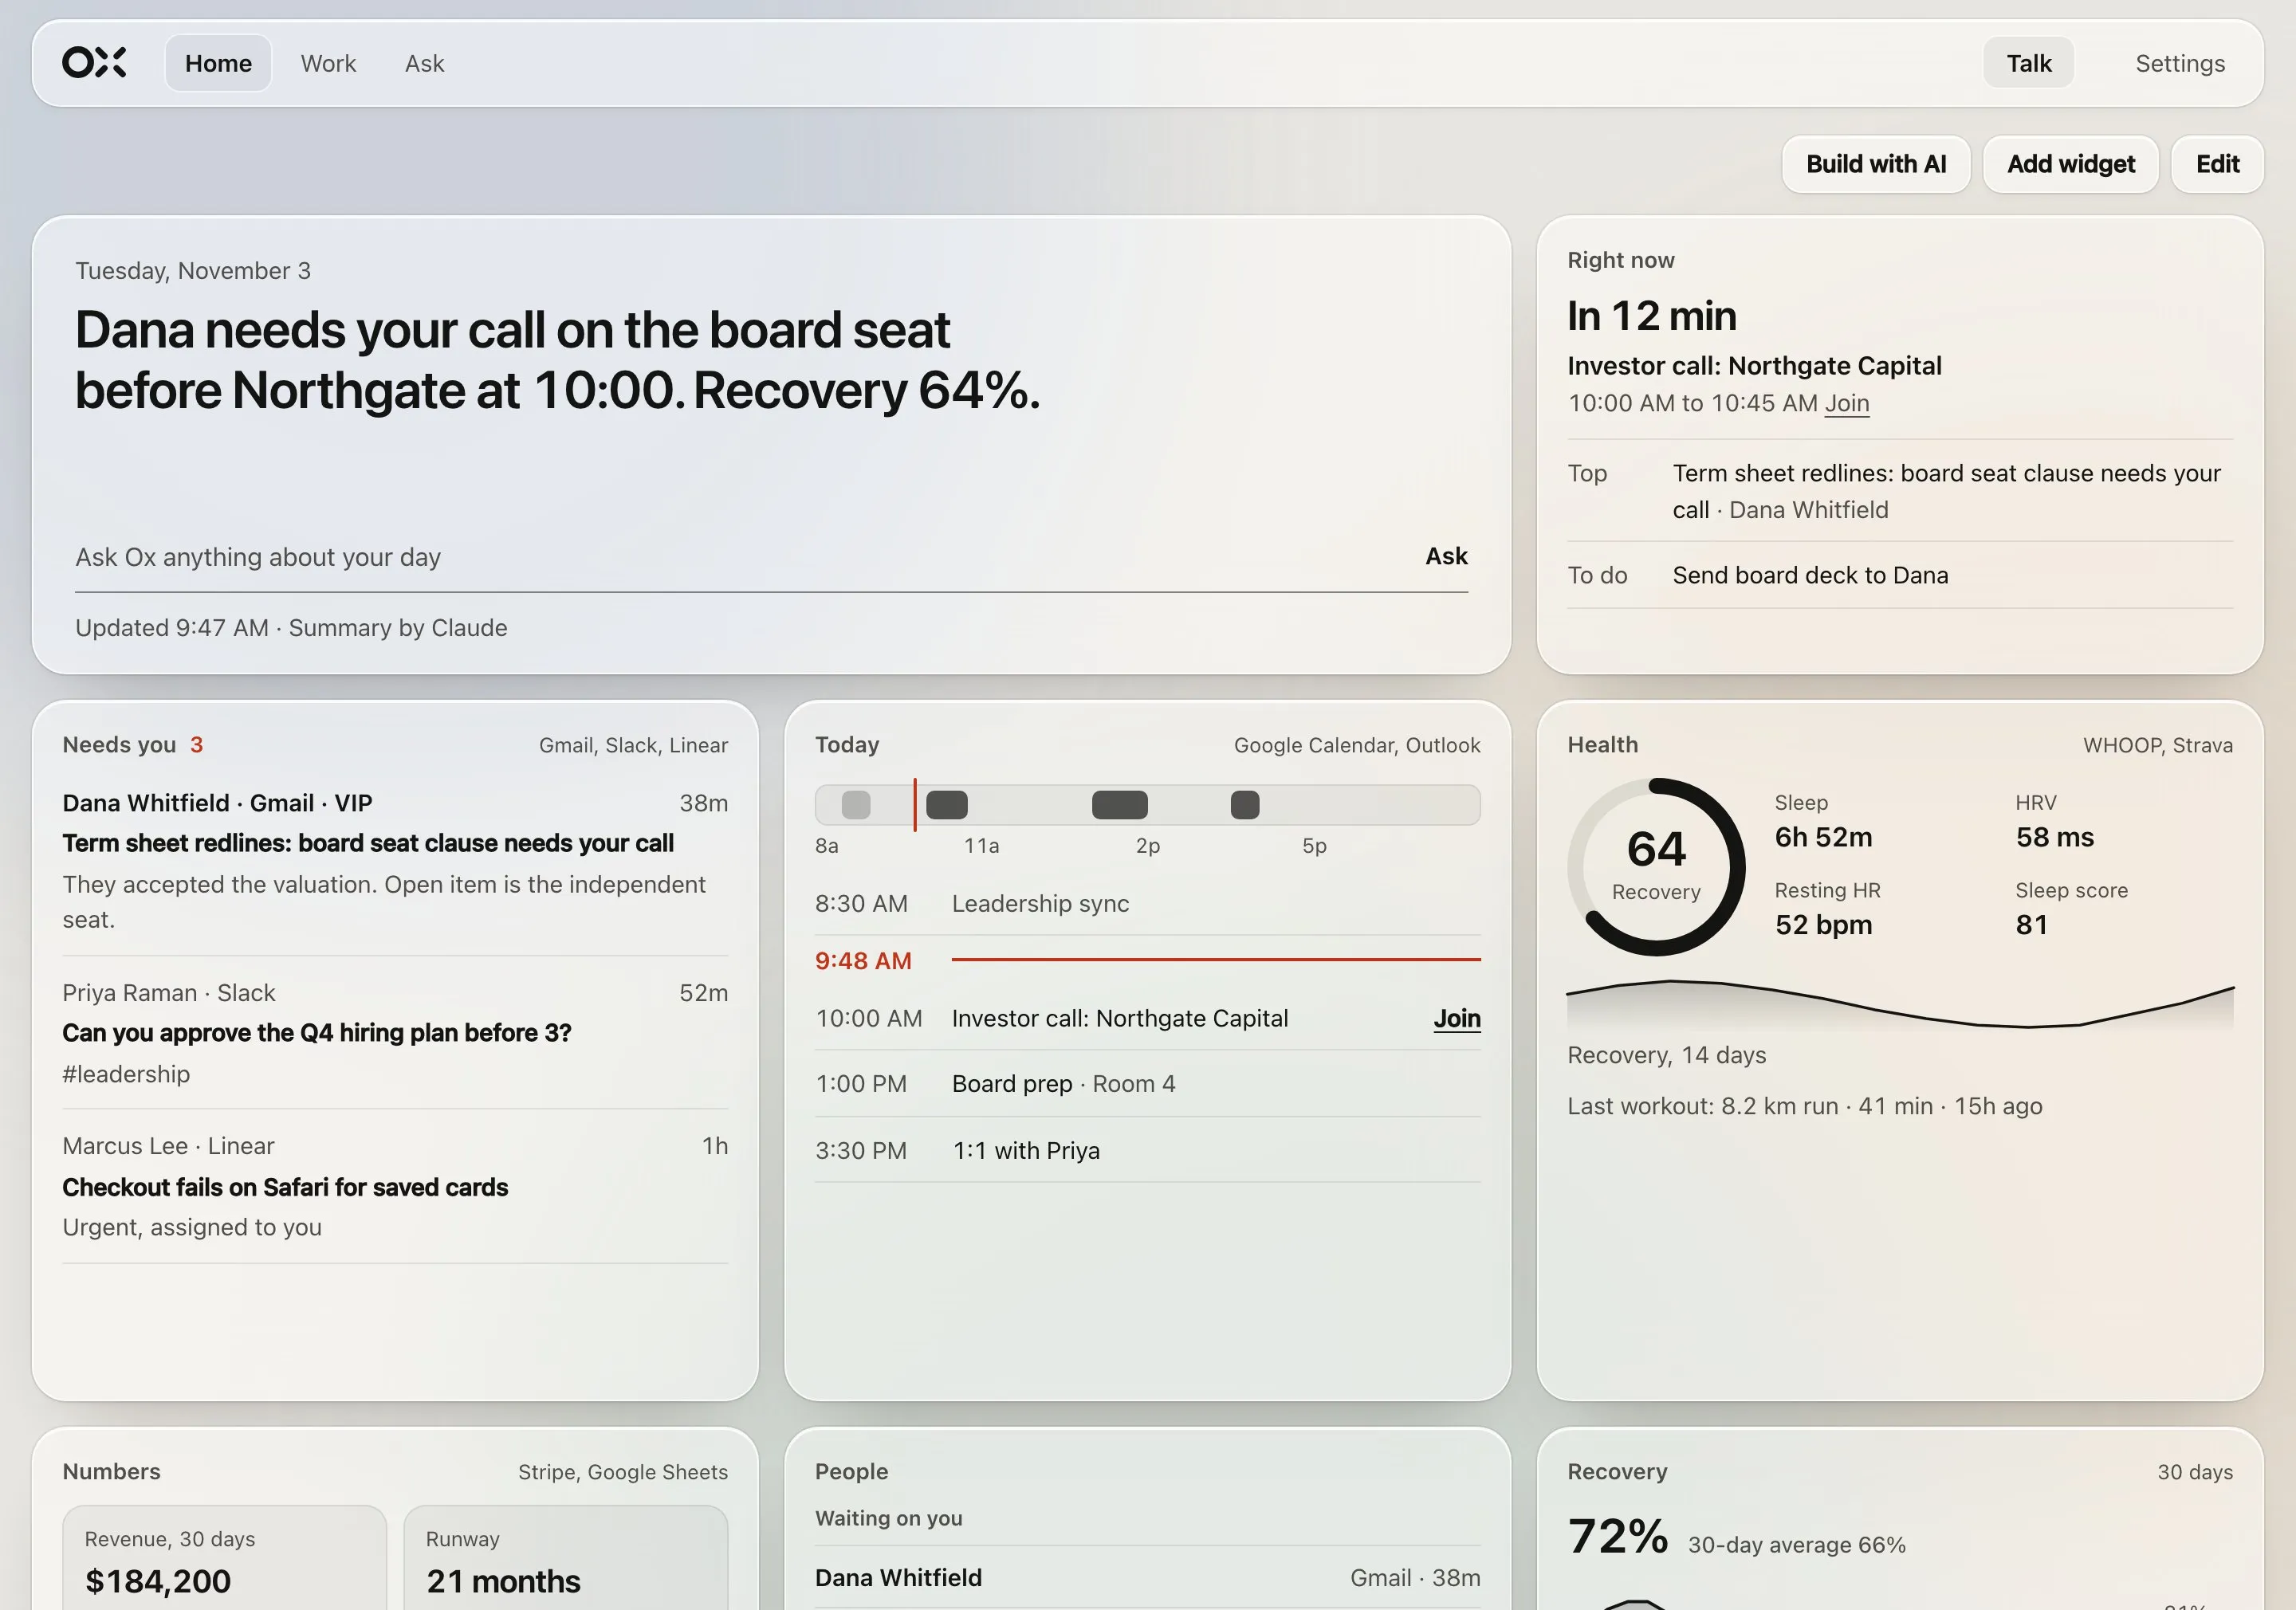 OX
Home
Work
Ask
Talk
Settings
Build with AI
Add widget
Edit
Tuesday, November 3
Dana needs your call on the board seat
before Northgate at 10:00. Recovery 64%.
Ask Ox anything about your day
Ask
Updated 9:47 AM · Summary by Claude
Right now
In 12 min
Investor call: Northgate Capital
10:00 AM to 10:45 AM Join
Top
Term sheet redlines: board seat clause needs your
call · Dana Whitfield
To do
Send board deck to Dana
Needs you 3
Gmail, Slack, Linear
Dana Whitfield · Gmail · VIP
38m
Term sheet redlines: board seat clause needs your call
They accepted the valuation. Open item is the independent
seat.
Priya Raman · Slack
52m
Can you approve the Q4 hiring plan before 3?
#leadership
Marcus Lee · Linear
1h
Checkout fails on Safari for saved cards
Urgent, assigned to you
Today
Google Calendar, Outlook
8a
11a
2p
5p
8:30 AM
Leadership sync
9:48 AM
10:00 AM
Investor call: Northgate Capital
Join
1:00 PM
Board prep · Room 4
3:30 PM
1:1 with Priya
Health
WHOOP, Strava
64
Recovery
Sleep
6h 52m
HRV
58 ms
Resting HR
52 bpm
Sleep score
81
Recovery, 14 days
Last workout: 8.2 km run · 41 min · 15h ago
Numbers
Stripe, Google Sheets
Revenue, 30 days
$184,200
Runway
21 months
People
Waiting on you
Dana Whitfield
Gmail · 38m
Recovery
30 days
72%
30-day average 66%